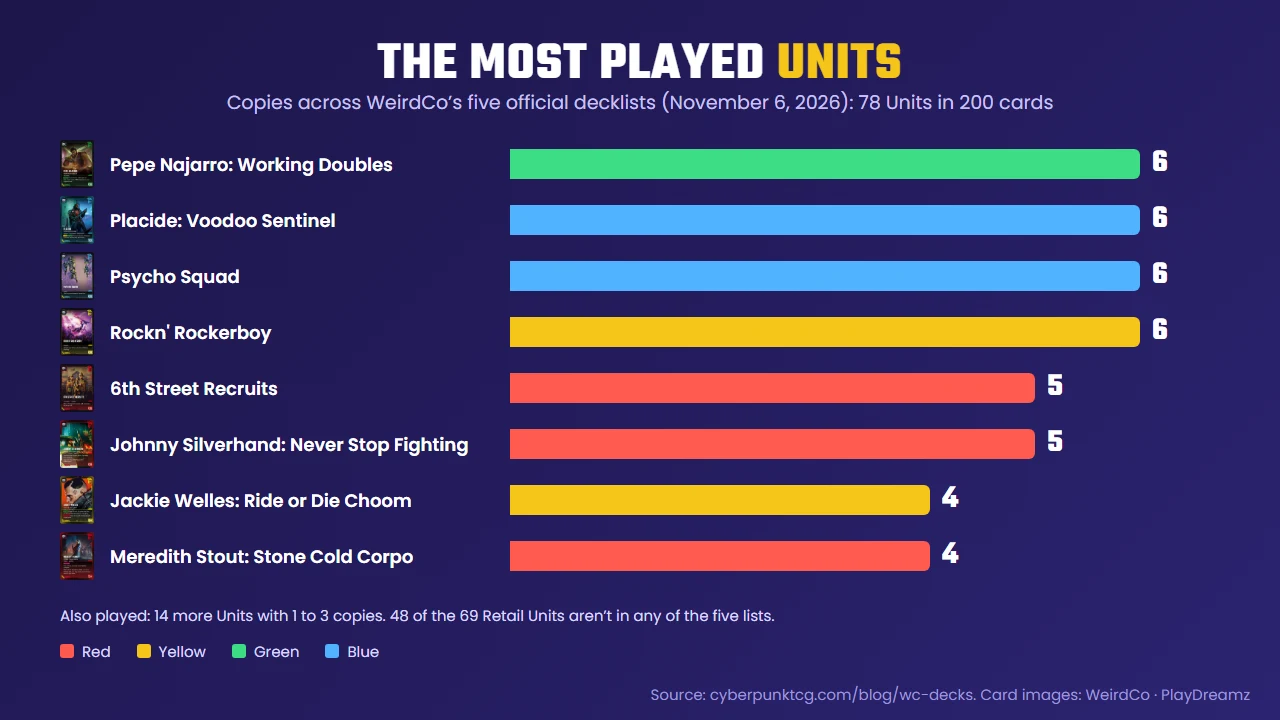 THE MOST PLAYED UNITS
Copies across WeirdCo’s five official decklists (November 6, 2026): 78 Units in 200 cards
Pepe Najarro: Working Doubles 6
Placide: Voodoo Sentinel 6
Psycho Squad 6
Rockn' Rockerboy 6
6th Street Recruits 5
Johnny Silverhand: Never Stop Fighting 5
Jackie Welles: Ride or Die Choom 4
Meredith Stout: Stone Cold Corpo 4
Also played: 14 more Units with 1 to 3 copies. 48 of the 69 Retail Units aren’t in any of the five lists.
Red Yellow Green Blue
Source: cyberpunktcg.com/blog/wc-decks. Card images: WeirdCo · PlayDreamz